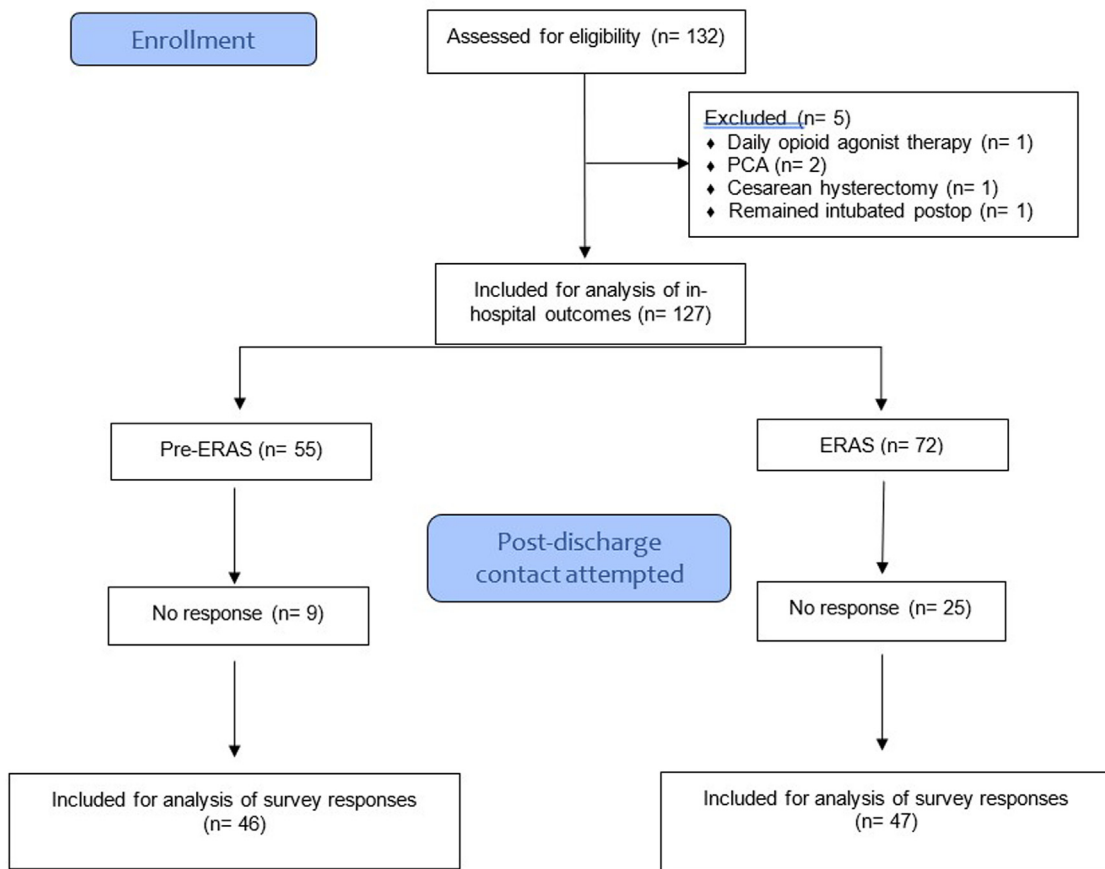 Enrollment
Assessed for eligibility (n= 132)
Excluded (n= 5)
♦ Daily opioid agonist therapy (n= 1)
♦ PCA (n= 2)
♦ Cesarean hysterectomy (n= 1)
♦ Remained intubated postop (n= 1)
Included for analysis of in-
hospital outcomes (n= 127)
Pre-ERAS (n= 55)
ERAS (n= 72)
Post-discharge
contact attempted
No response (n= 9)
No response (n= 25)
Included for analysis of survey responses
(n= 46)
Included for analysis of survey responses
(n= 47)